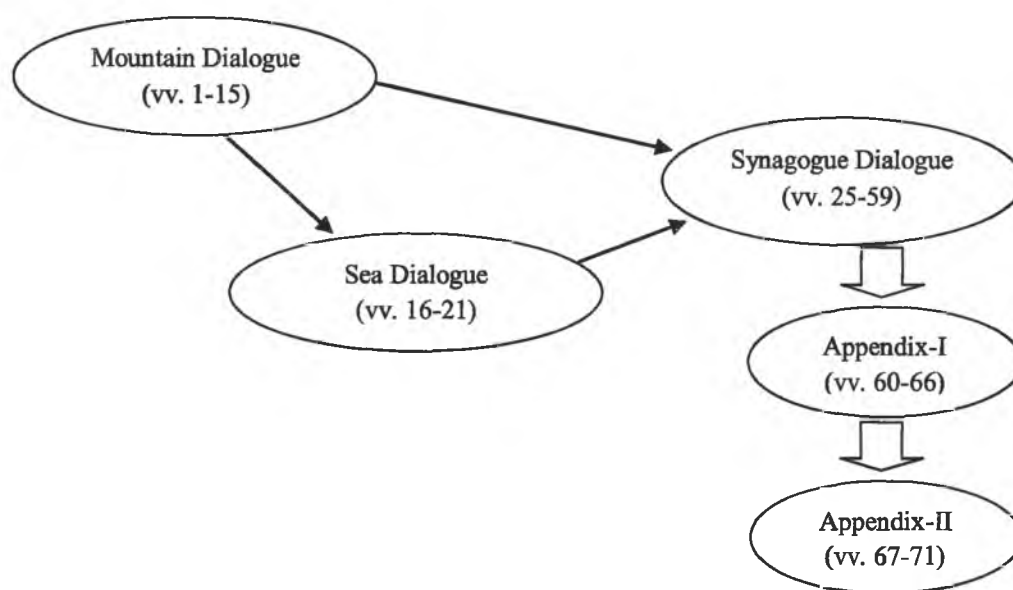 Mountain Dialogue
(vv. 1-15)
Synagogue Dialogue
(vv. 25-59)
Sea Dialogue
(vv. 16-21)
Appendix-I
(vv. 60-66)
Appendix-II
(vv. 67-71)